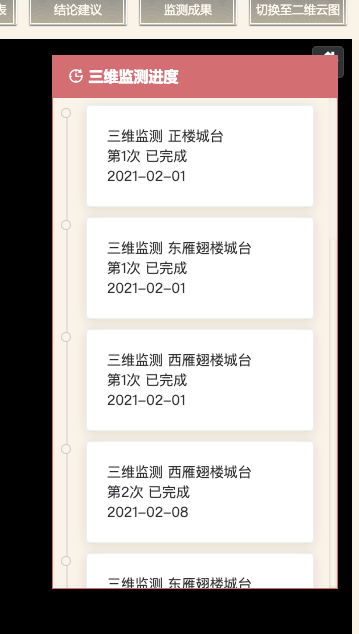 表
结论建议
监测成果
切换至二维云图
三维监测进度
三维监测 正楼城台
第1次 已完成
2021-02-01
三维监测 东雁翅楼城台
第1次 已完成
2021-02-01
三维监测 西雁翅楼城台
第1次 已完成
2021-02-01
三维监测 西雁翅楼城台
第2次 已完成
2021-02-08
三维监测 东雁翅楼城台